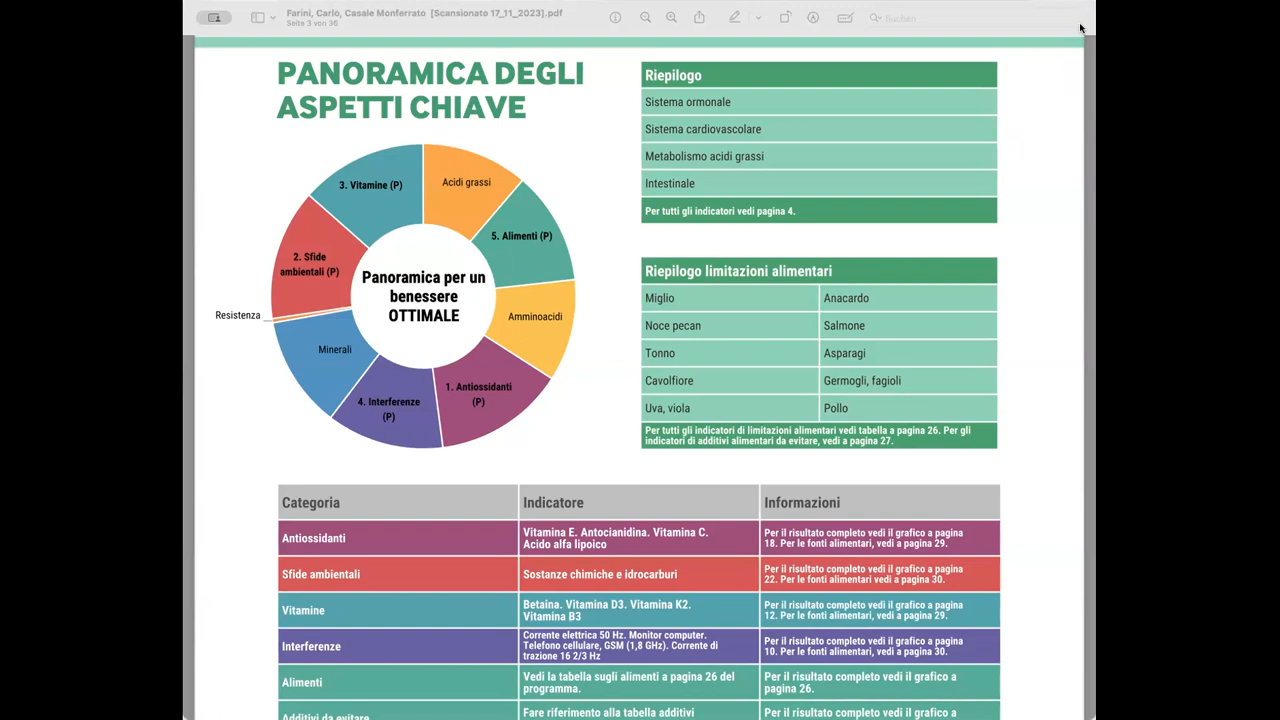 Farini, Carlo, Casale Monferrato [Scansionato 17_11_2023].pdf
Seite 3 von 36
Suchen
PANORAMICA DEGLI
ASPETTI CHIAVE
3. Vitamine (P)
Acidi grassi
5. Alimenti (P)
2. Sfide
ambientali (P)
Panoramica per un
benessere
OTTIMALE
Resistenza
Amminoacidi
Minerali
1. Antiossidanti
(P)
4. Interferenze
(P)
Riepilogo
Sistema ormonale
Sistema cardiovascolare
Metabolismo acidi grassi
Intestinale
Per tutti gli indicatori vedi pagina 4.
Riepilogo limitazioni alimentari
Miglio Anacardo
Noce pecan Salmone
Tonno Asparagi
Cavolfiore Germogli, fagioli
Uva, viola Pollo
Per tutti gli indicatori di limitazioni alimentari vedi tabella a pagina 26. Per gli
indicatori di additivi alimentari da evitare, vedi a pagina 27.
Categoria Indicatore Informazioni
Antiossidanti
Vitamina E. Antocianidina. Vitamina C.
Acido alfa lipoico
Per il risultato completo vedi il grafico a pagina
18. Per le fonti alimentari, vedi a pagina 29.
Sfide ambientali
Sostanze chimiche e idrocarburi
Per il risultato completo vedi il grafico a pagina
22. Per le fonti alimentari vedi a pagina 30.
Vitamine
Betaina. Vitamina D3. Vitamina K2.
Vitamina B3
Per il risultato completo vedi il grafico a pagina
12. Per le fonti alimentari, vedi a pagina 29.
Interferenze
Corrente elettrica 50 Hz. Monitor computer.
Telefono cellulare, GSM (1,8 GHz). Corrente di
trazione 16 2/3 Hz
Per il risultato completo vedi il grafico a pagina
10. Per le fonti alimentari, vedi a pagina 30.
Alimenti
Vedi la tabella sugli alimenti a pagina 26 del
programma.
Per il risultato completo vedi il grafico a
pagina 26.
Additivi da evitare
Fare riferimento alla tabella additivi
Per il risultato completo vedi il grafico a